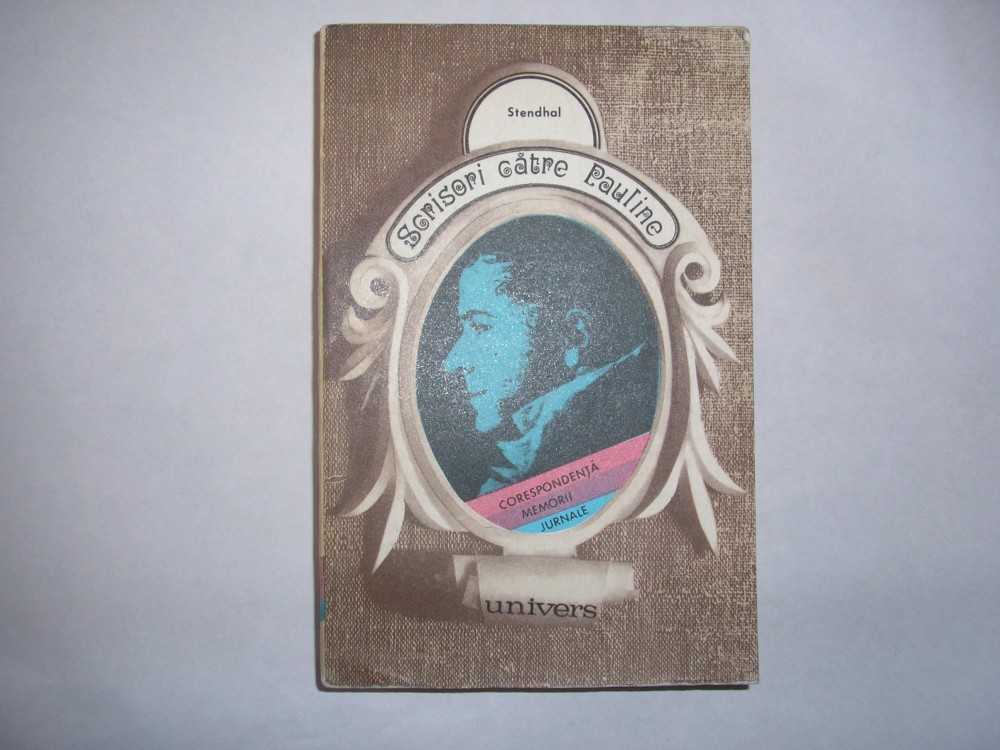 Stendhal
Scrisori către Pauline
CORESPONDENȚĂ
MEMORII
JURNALE
univers